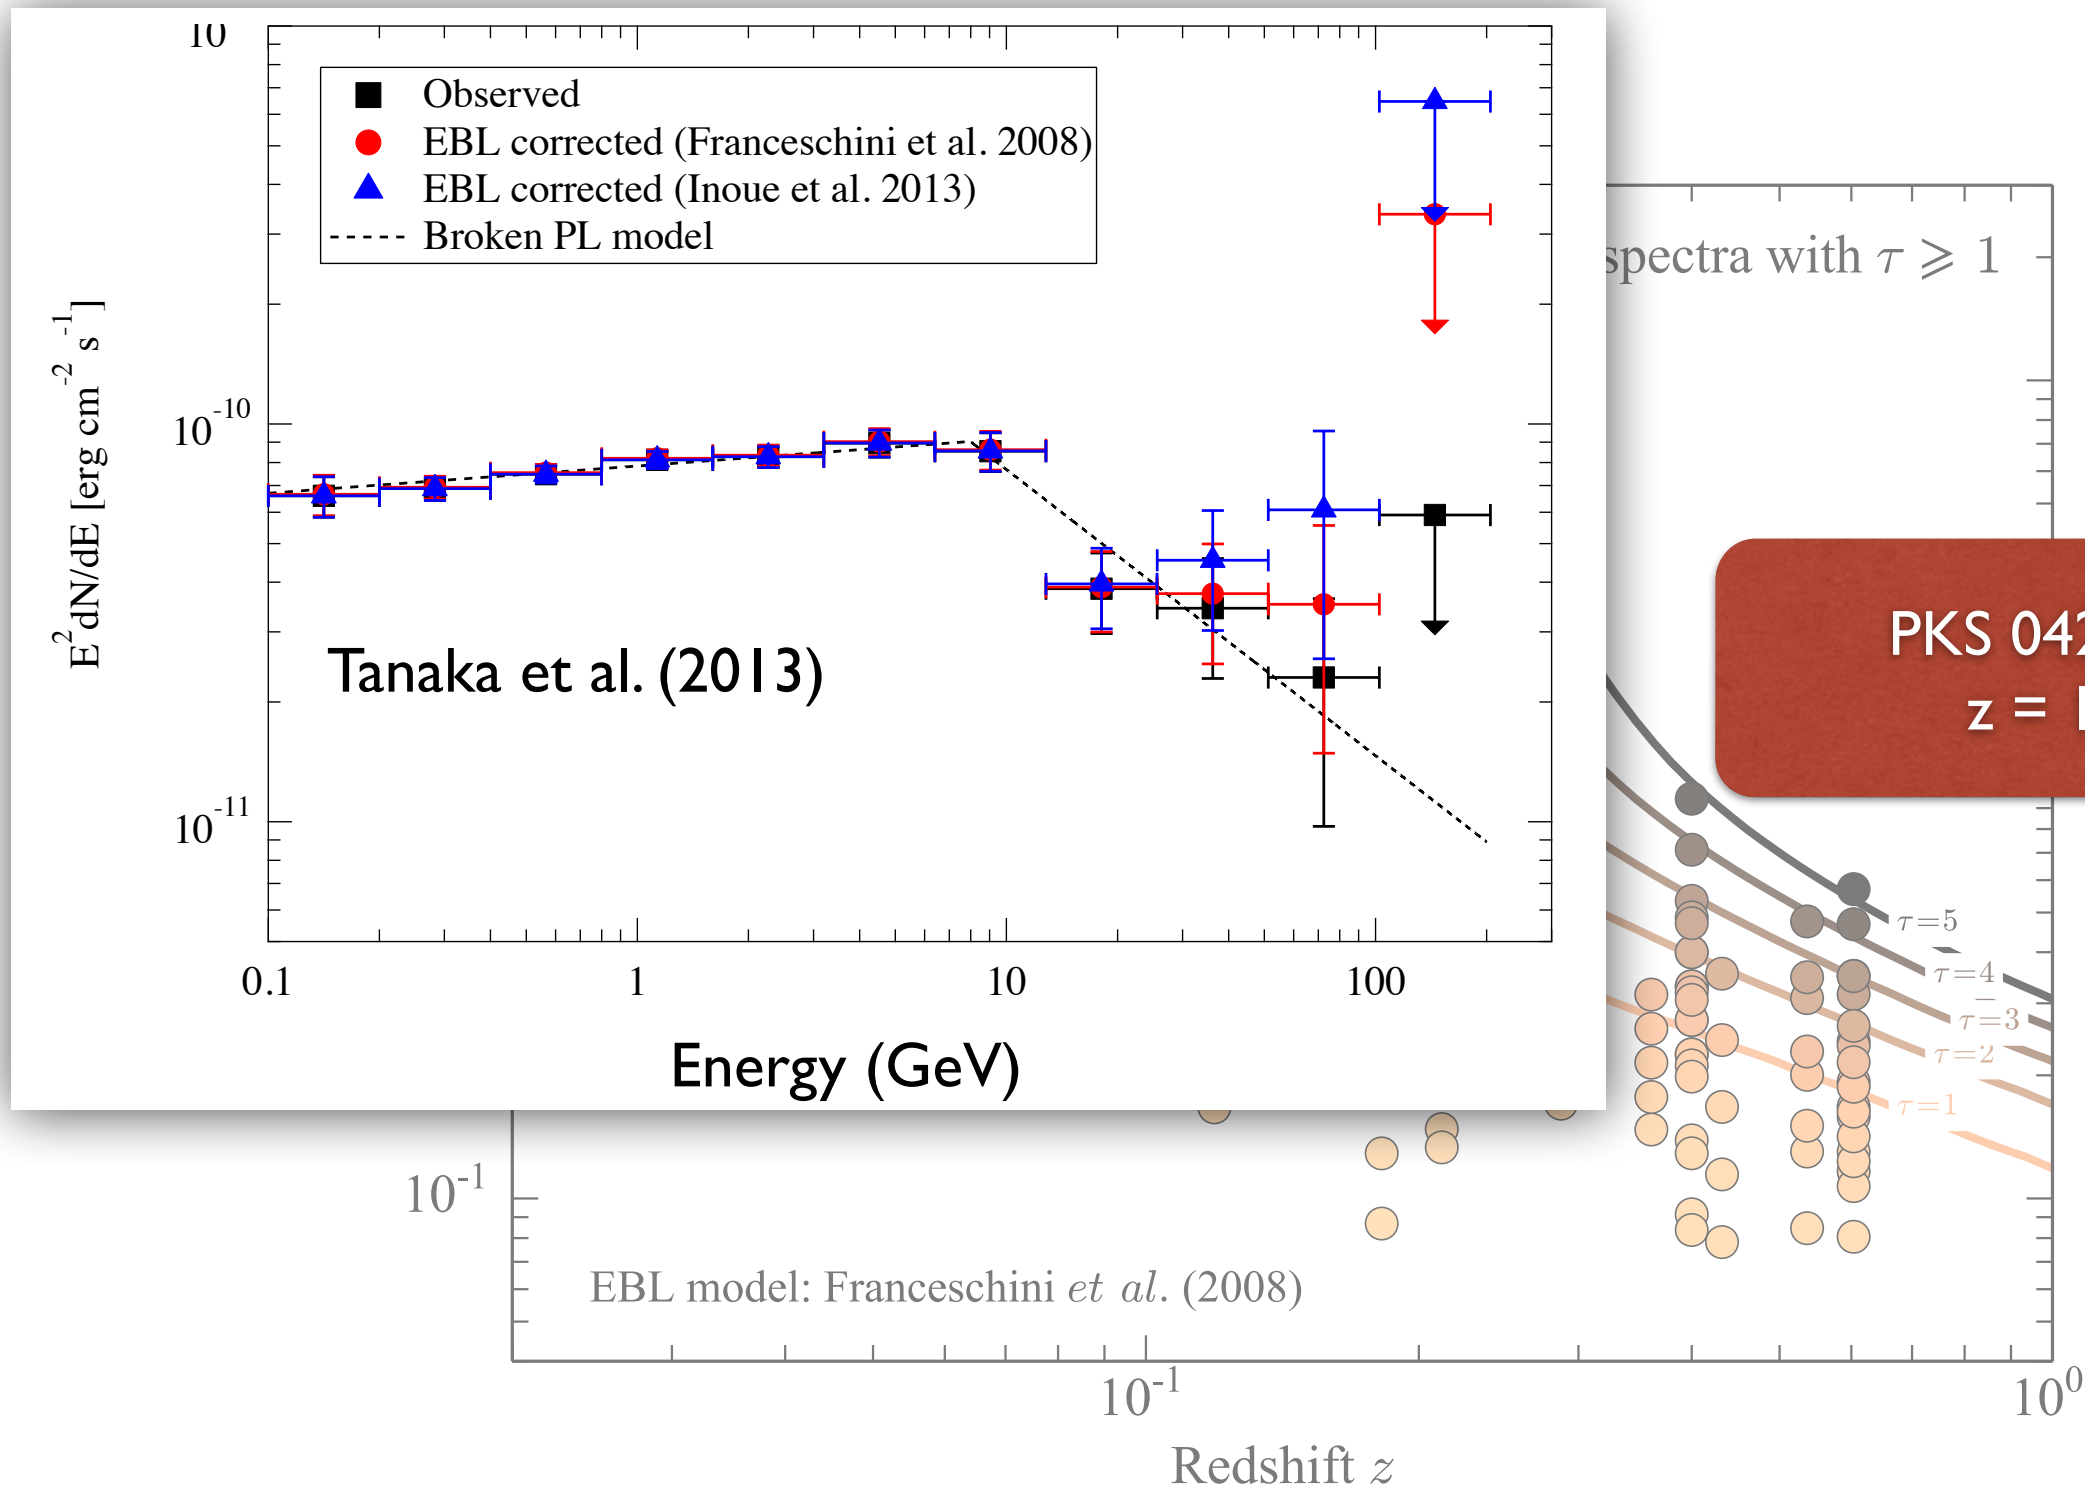 10
Observed
EBL corrected (Franceschini et al. 2008)
EBL corrected (Inoue et al. 2013)
Broken PL model
E² dN/dE [erg cm⁻² s⁻¹]
10⁻¹⁰
10⁻¹¹
Tanaka et al. (2013)
0.1 1 10 100
Energy (GeV)
spectra with τ ⩾ 1
PKS 042
z =
τ=5
τ=4
τ=3
τ=2
τ=1
10⁻¹
EBL model: Franceschini et al. (2008)
10⁻¹ 10⁰
Redshift z